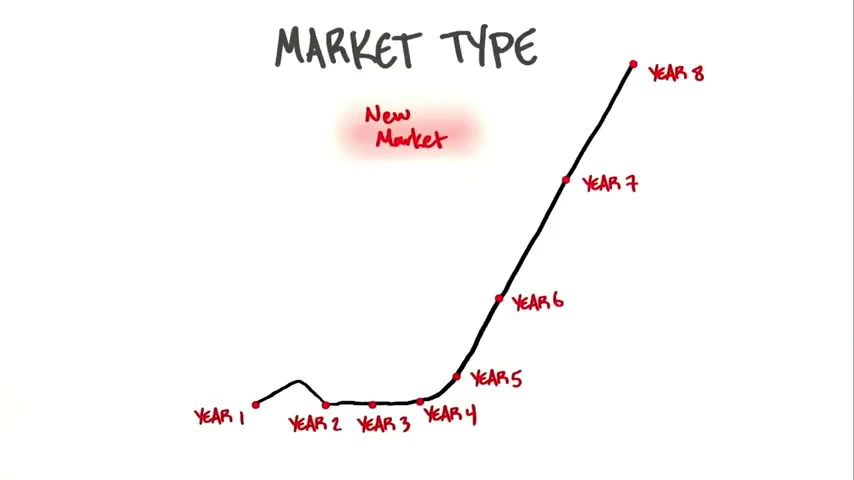 MARKET TYPE
New
Market
YEAR 8
YEAR 7
YEAR 6
YEAR 5
YEAR 4
YEAR 3
YEAR 2
YEAR 1